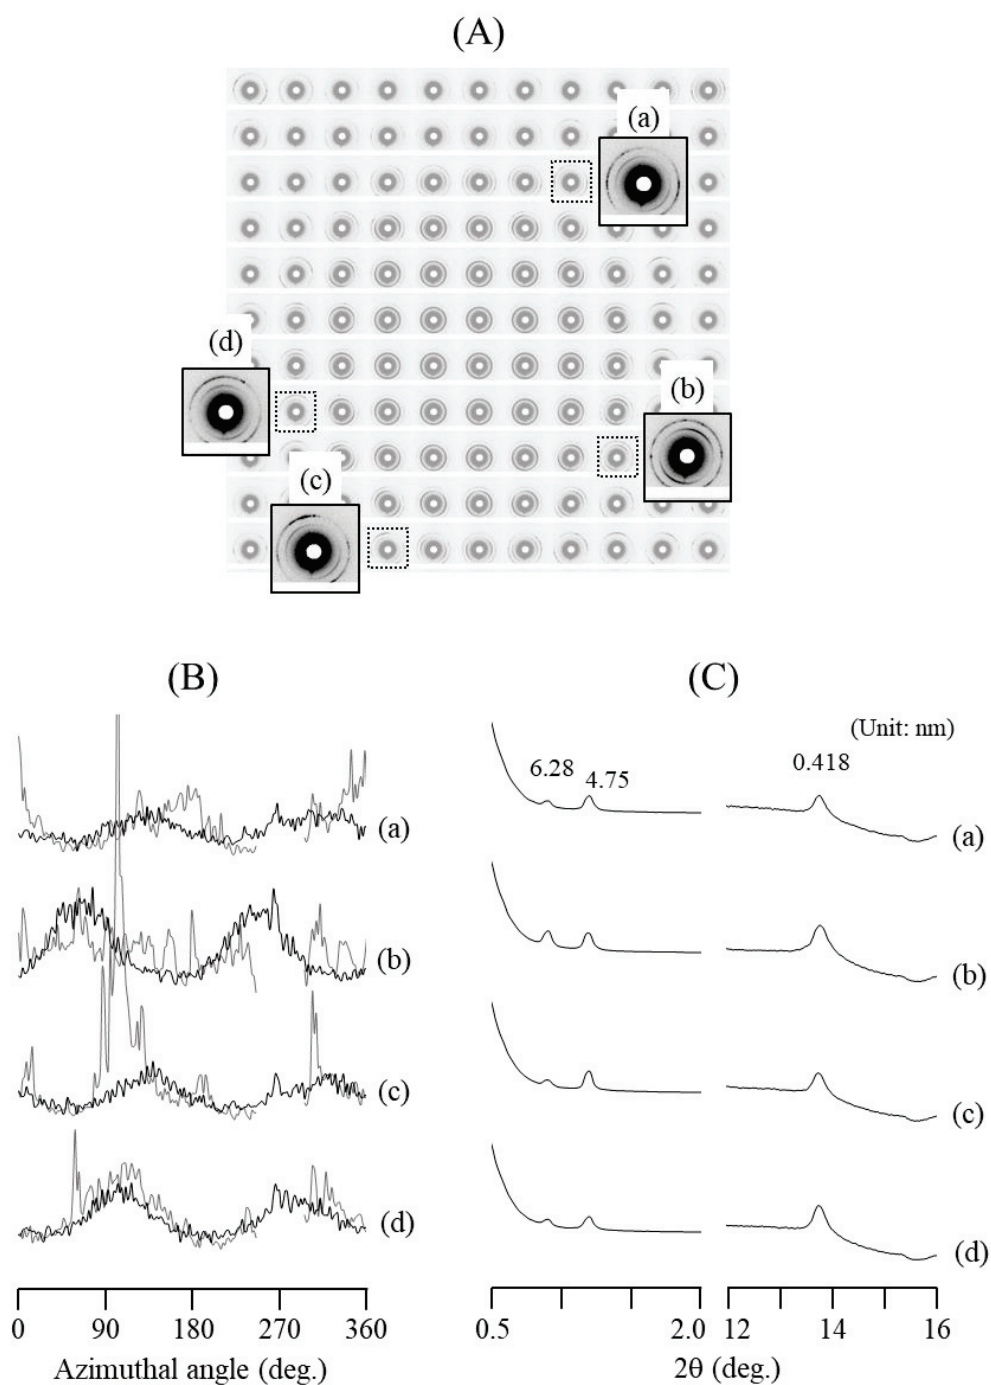 (A)
(a)
(d)
(b)
(c)
(B)
(C)
(Unit: nm)
6.28
4.75
0.418
(a)
(a)
(b)
(b)
(c)
(c)
(d)
(d)
0 90 180 270 360
0.5 2.0 12 14 16
Azimuthal angle (deg.)
2θ (deg.)